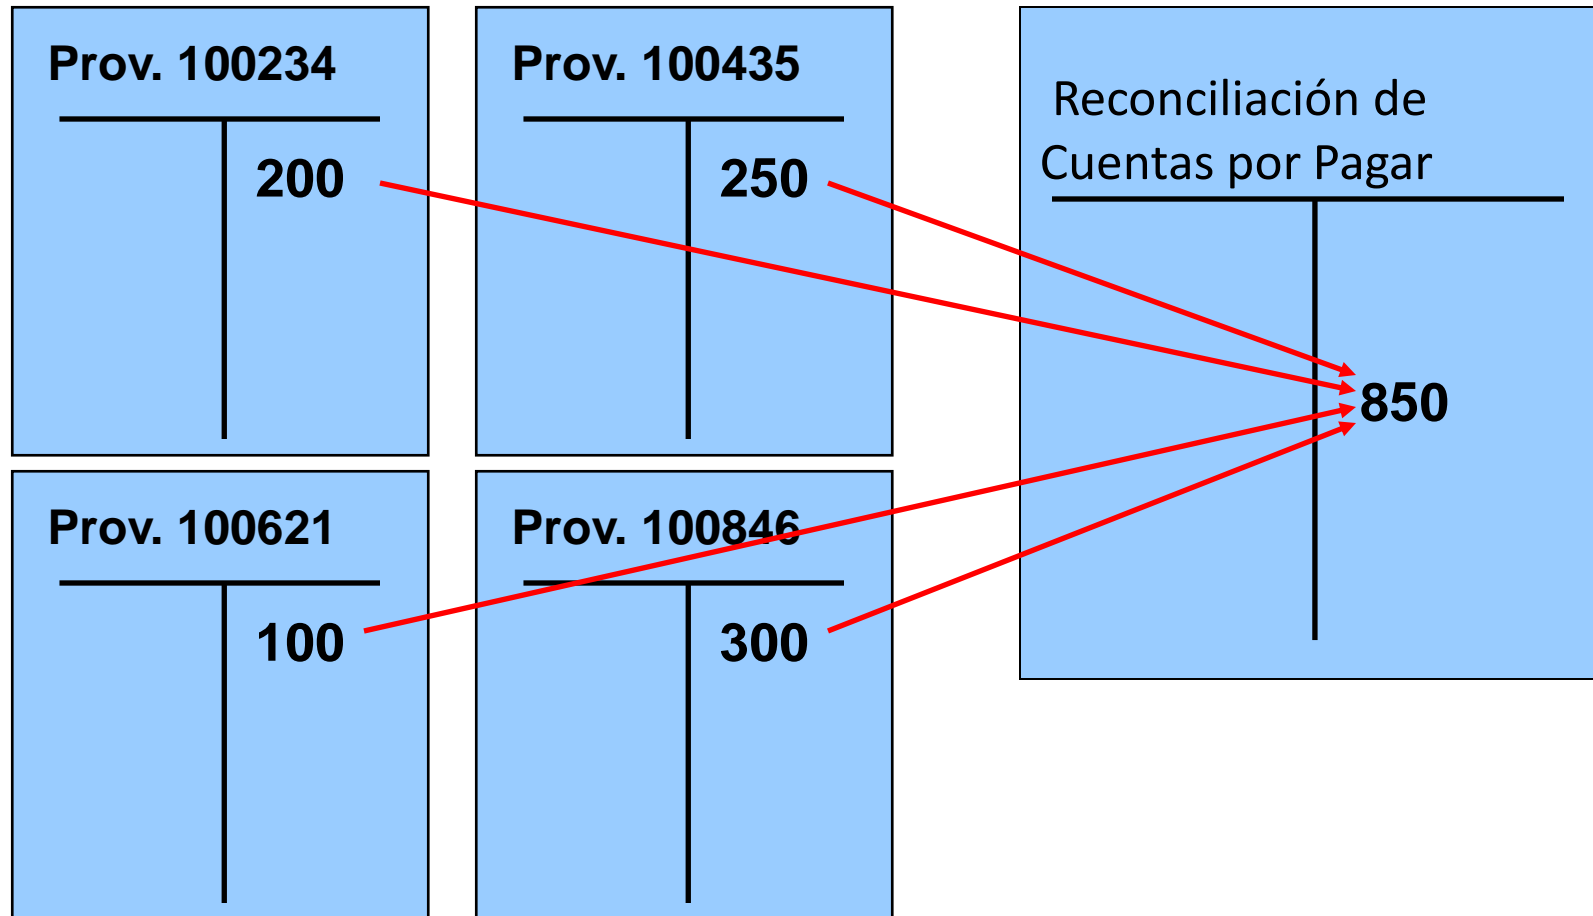 Prov. 100234
200
Prov. 100435
250
Reconciliación de
Cuentas por Pagar
850
Prov. 100621
100
Prov. 100846
300